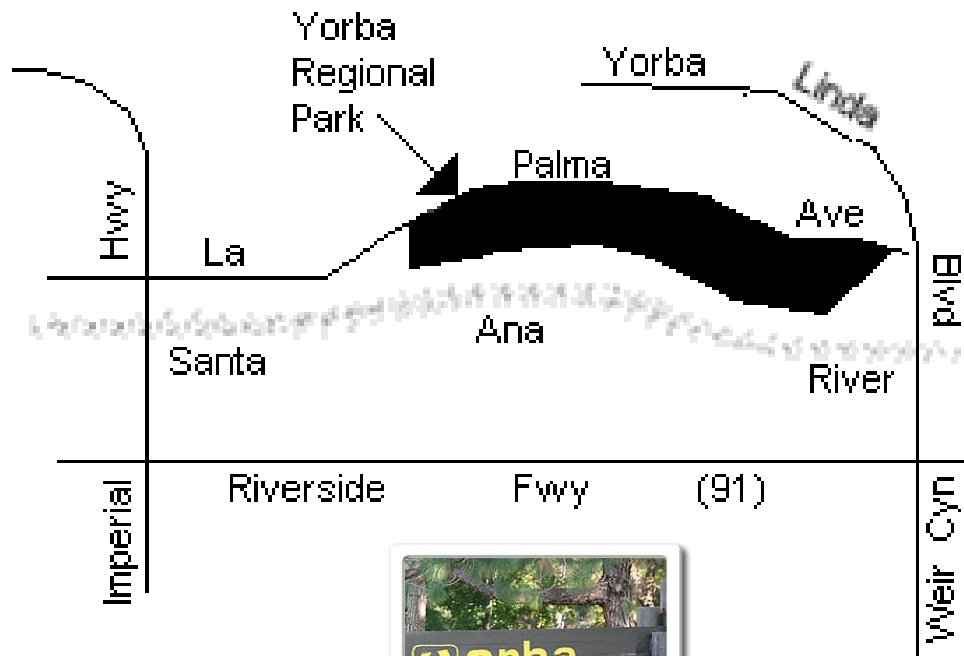 Yorba
Regional
Park
Yorba Linda
Blvd
Hwy
La Palma Ave
Santa Ana River
Riverside Fwy (91)
Imperial
Weir Cyn
orba